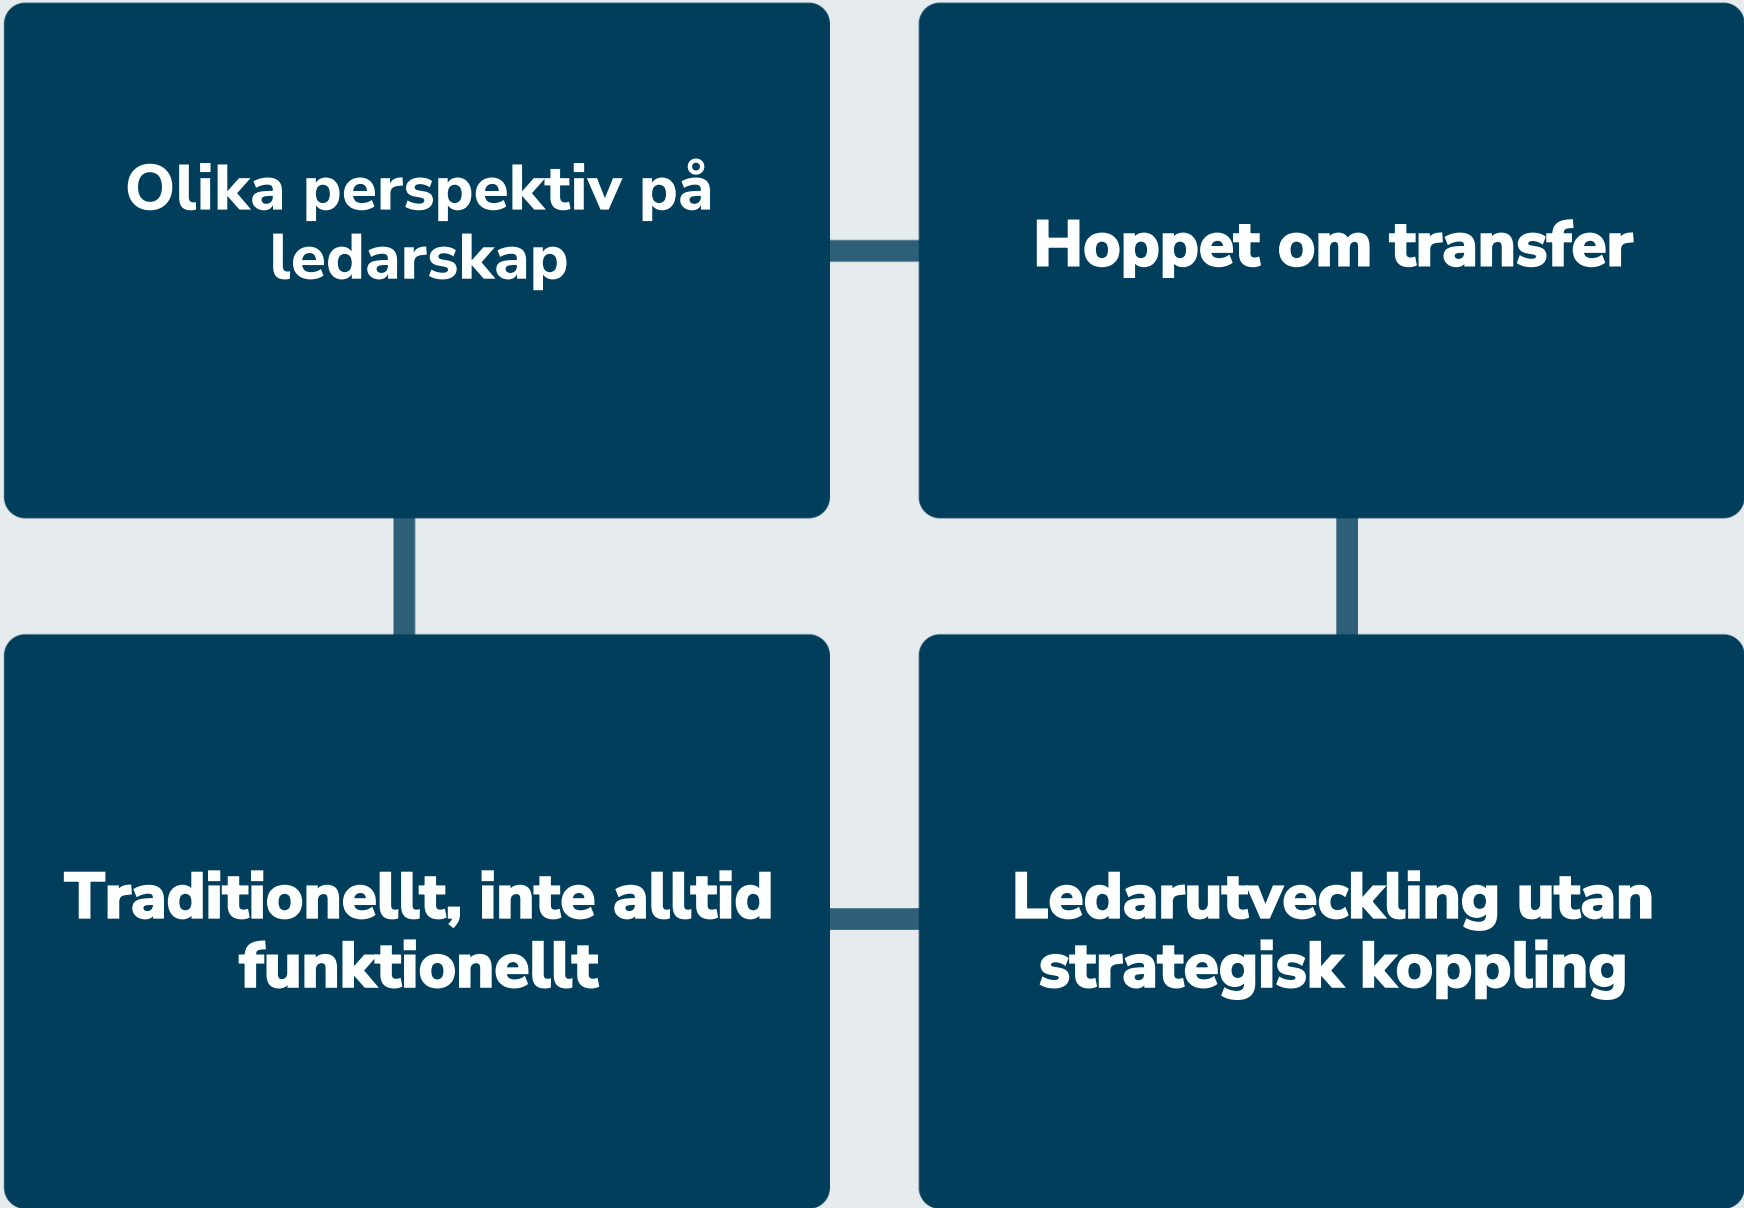 Olika perspektiv på
ledarskap
Hoppet om transfer
Traditionellt, inte alltid
funktionellt
Ledarutveckling utan
strategisk koppling